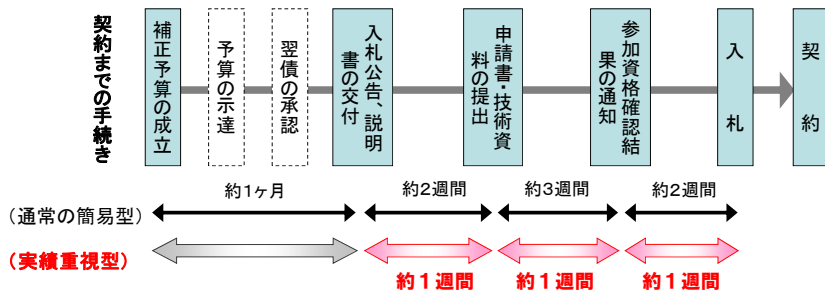 契約までの手続き
補正予算の成立
予算の示達
翌債の承認
入札公告、説明
書の交付
申請書・技術資
料の提出
参加資格確認結
果の通知
入札
契約
約1ヶ月
約2週間
約3週間
約2週間
（通常の簡易型）
（実績重視型）
約１週間
約１週間
約１週間